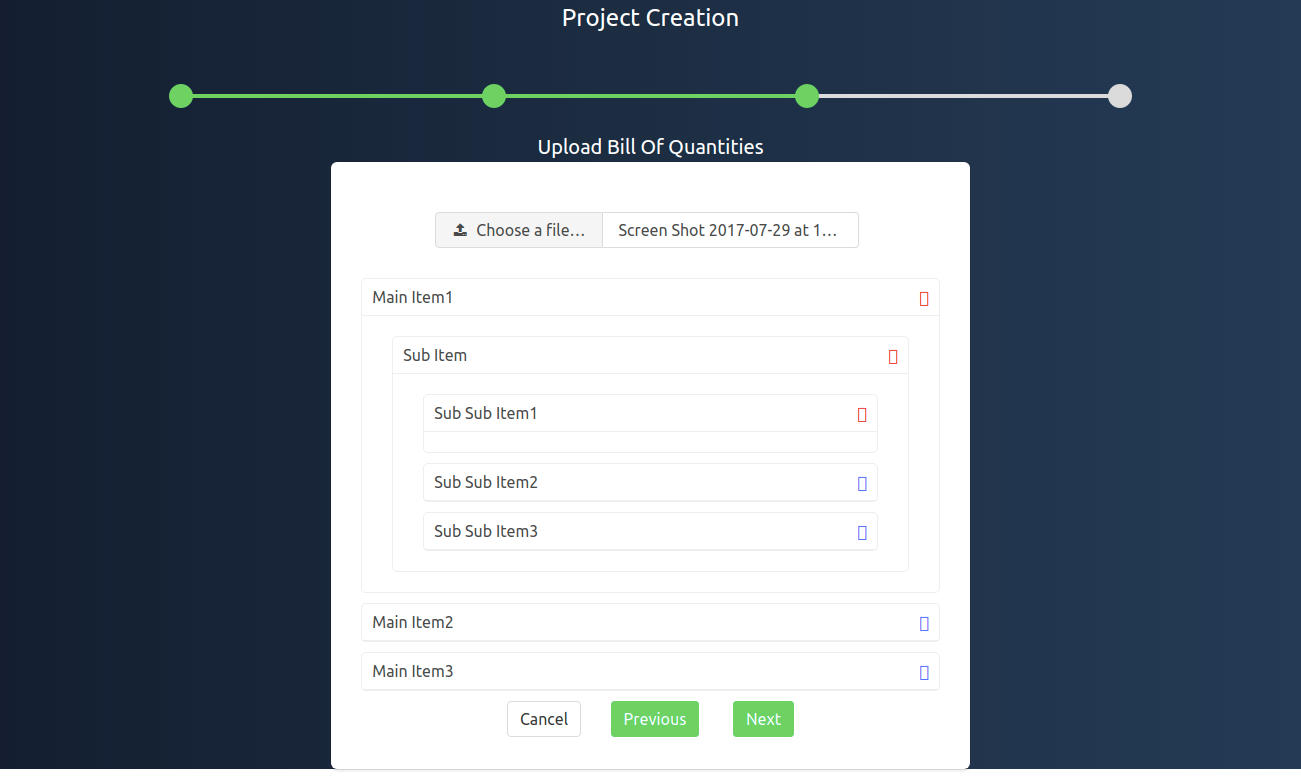 Project Creation
Upload Bill Of Quantities
Choose a file… Screen Shot 2017-07-29 at 1…
Main Item1
Sub Item
Sub Sub Item1
Sub Sub Item2
Sub Sub Item3
Main Item2
Main Item3
Cancel Previous Next